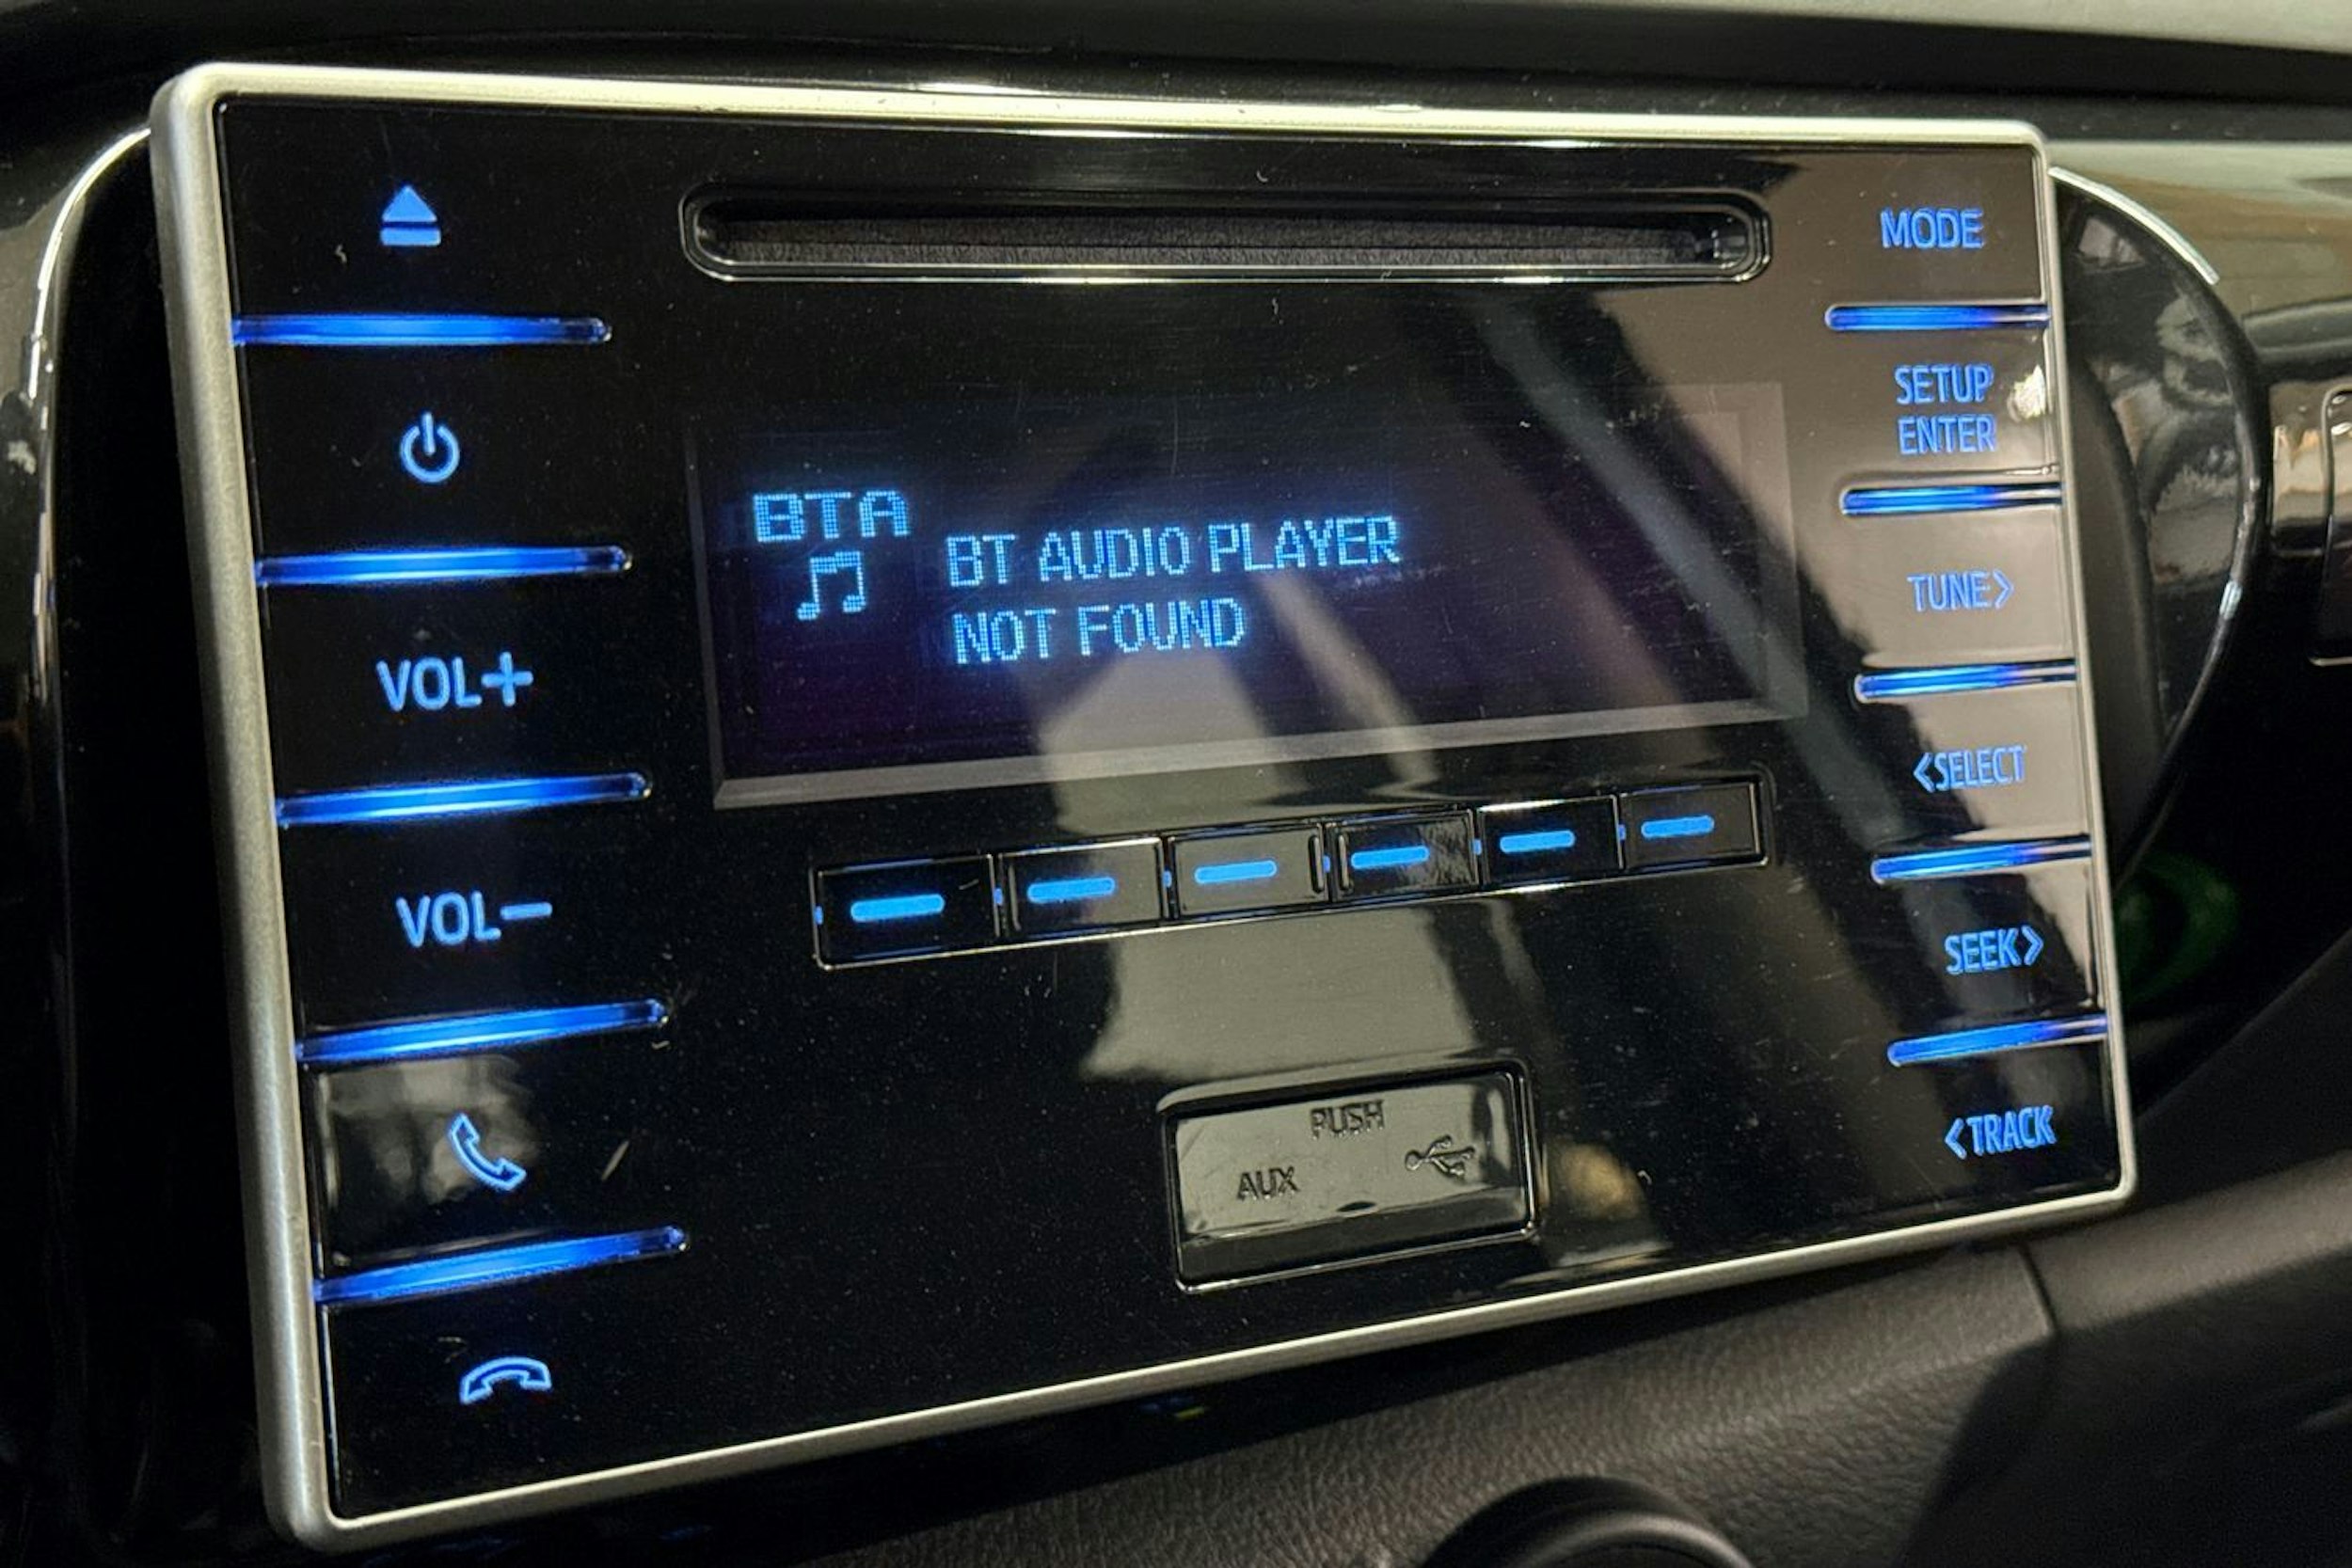 MODE
SETUP
ENTER
BTA
BT AUDIO PLAYER
NOT FOUND
TUNE>
VOL+
<SELECT
VOL-
SEEK>
PUSH
AUX
<TRACK